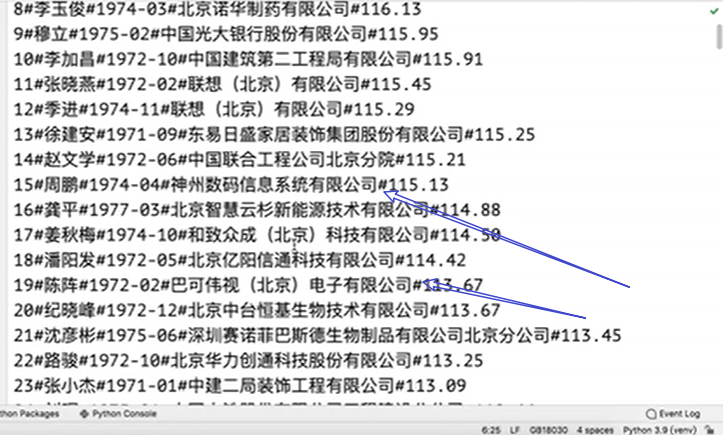 8#李玉俊#1974-03#北京诺华制药有限公司#116.13
9#穆立#1975-02#中国光大银行股份有限公司#115.95
10#李加昌#1972-10#中国建筑第二工程局有限公司#115.91
11#张晓燕#1972-02#联想（北京）有限公司#115.45
12#季进#1974-11#联想（北京）有限公司#115.29
13#徐建安#1971-09#东易日盛家居装饰集团股份有限公司#115.25
14#赵文学#1972-06#中国联合工程公司北京分院#115.21
15#周鹏#1974-04#神州数码信息系统有限公司#115.13
16#龚平#1977-03#北京智慧云杉新能源技术有限公司#114.88
17#姜秋梅#1974-10#和致众成（北京）科技有限公司#114.50
18#潘阳发#1972-05#北京亿阳信通科技有限公司#114.42
19#陈阵#1972-02#巴可伟视（北京）电子有限公司#113.67
20#纪晓峰#1972-12#北京中台恒基生物技术有限公司#113.67
21#沈彦彬#1975-06#深圳赛诺菲巴斯德生物制品有限公司北京分公司#113.45
22#路骏#1972-10#北京华力创通科技股份有限公司#113.25
23#张小杰#1971-01#中建二局装饰工程有限公司#113.09
thon Packages Python Console Event Log
6:25 LF GB18030 4 spaces Python 3.9 (venv)